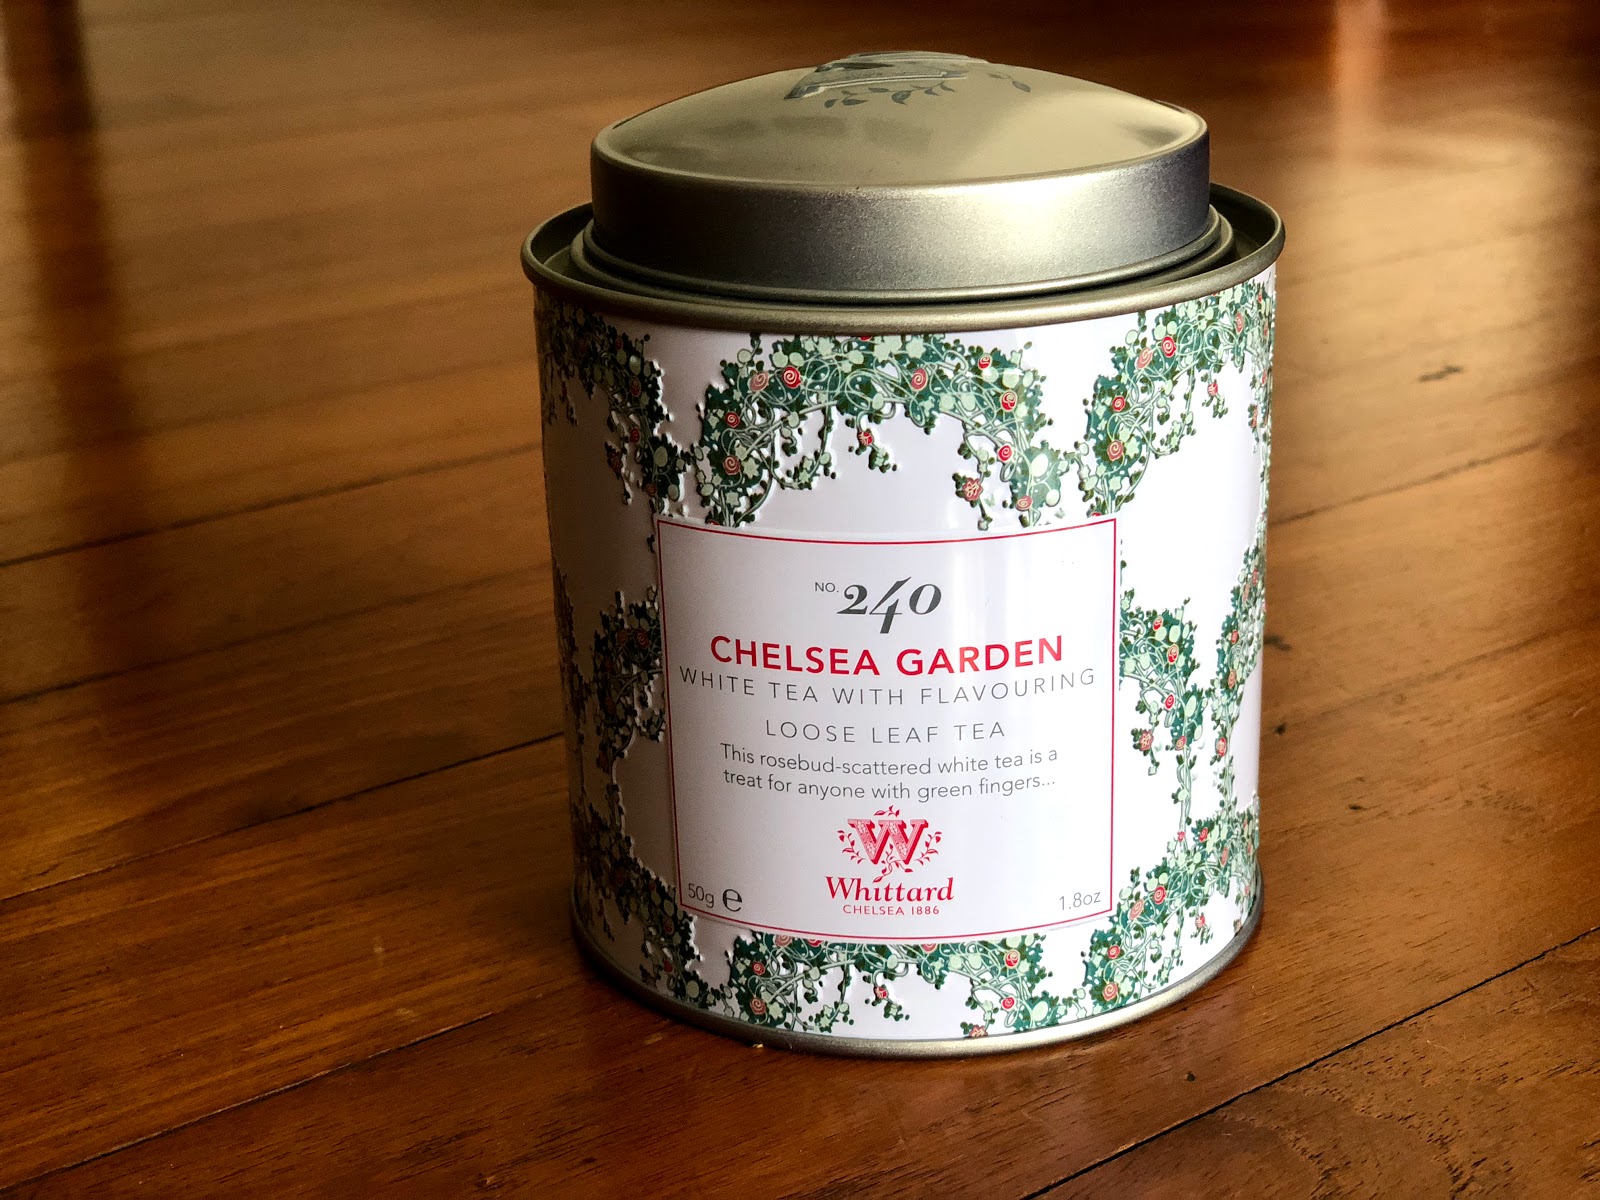 NO. 240
CHELSEA GARDEN
WHITE TEA WITH FLAVOURING
LOOSE LEAF TEA
This rosebud-scattered white tea is a
treat for anyone with green fingers...
W
Whittard
CHELSEA 1886
50g ℮ 1.8oz